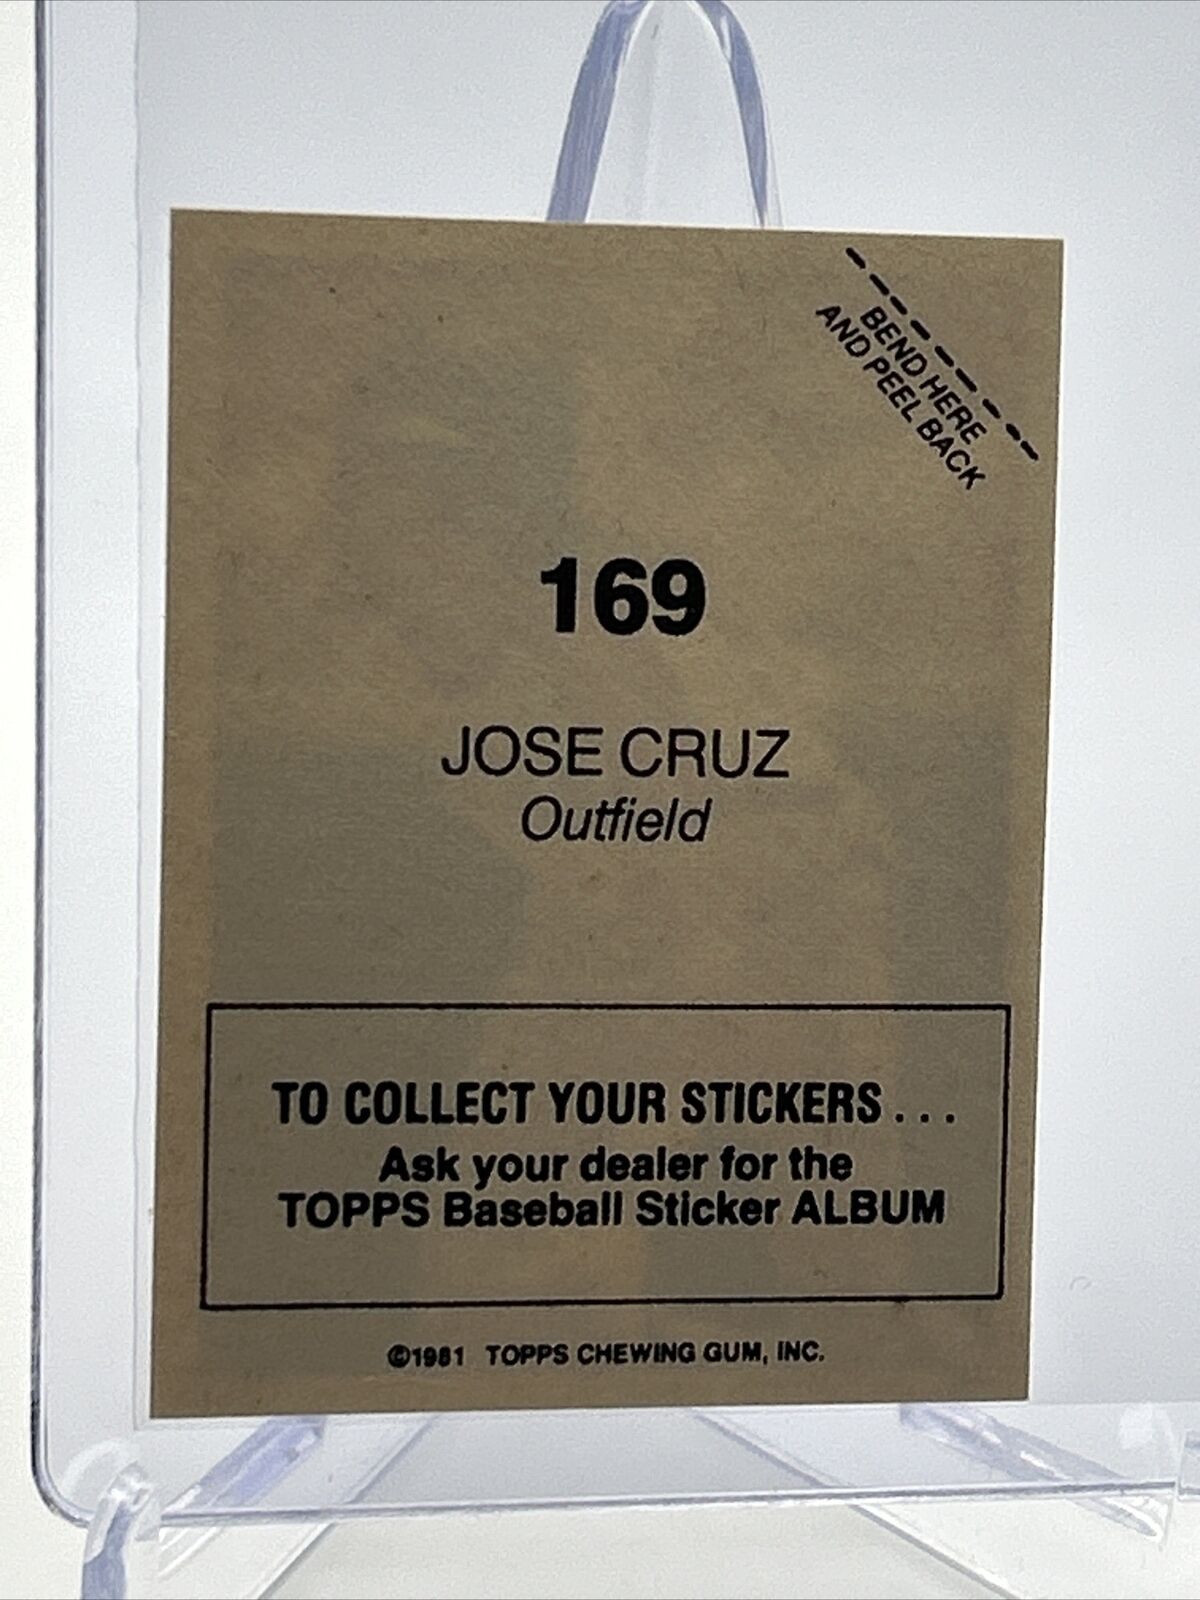 BEND HERE
AND PEEL BACK
169
JOSE CRUZ
Outfield
TO COLLECT YOUR STICKERS...
Ask your dealer for the
TOPPS Baseball Sticker ALBUM
©1981 TOPPS CHEWING GUM, INC.